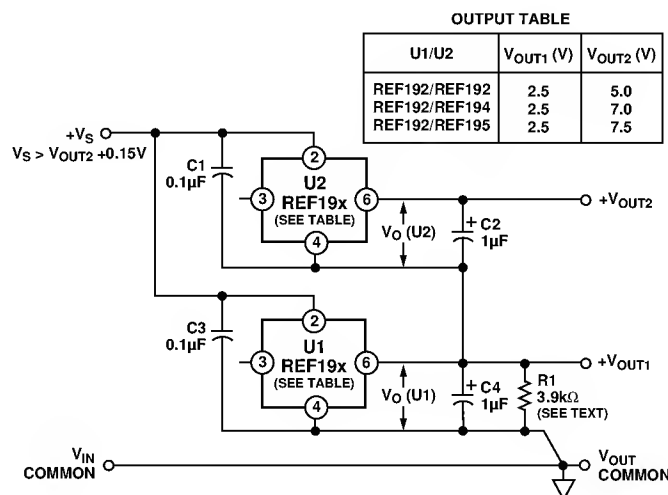 OUTPUT TABLE
U1/U2 VOUT1 (V) VOUT2 (V)
REF192/REF192 2.5 5.0
REF192/REF194 2.5 7.0
REF192/REF195 2.5 7.5
+VS
VS > VOUT2 +0.15V
C1
0.1µF
2
U2
3
REF19x
6
(SEE TABLE)
4
VO (U2)
+
C2
1µF
+VOUT2
C3
0.1µF
2
U1
3
REF19x
6
(SEE TABLE)
4
VO (U1)
+
C4
1µF
R1
3.9kΩ
(SEE TEXT)
+VOUT1
VIN
COMMON
VOUT
COMMON